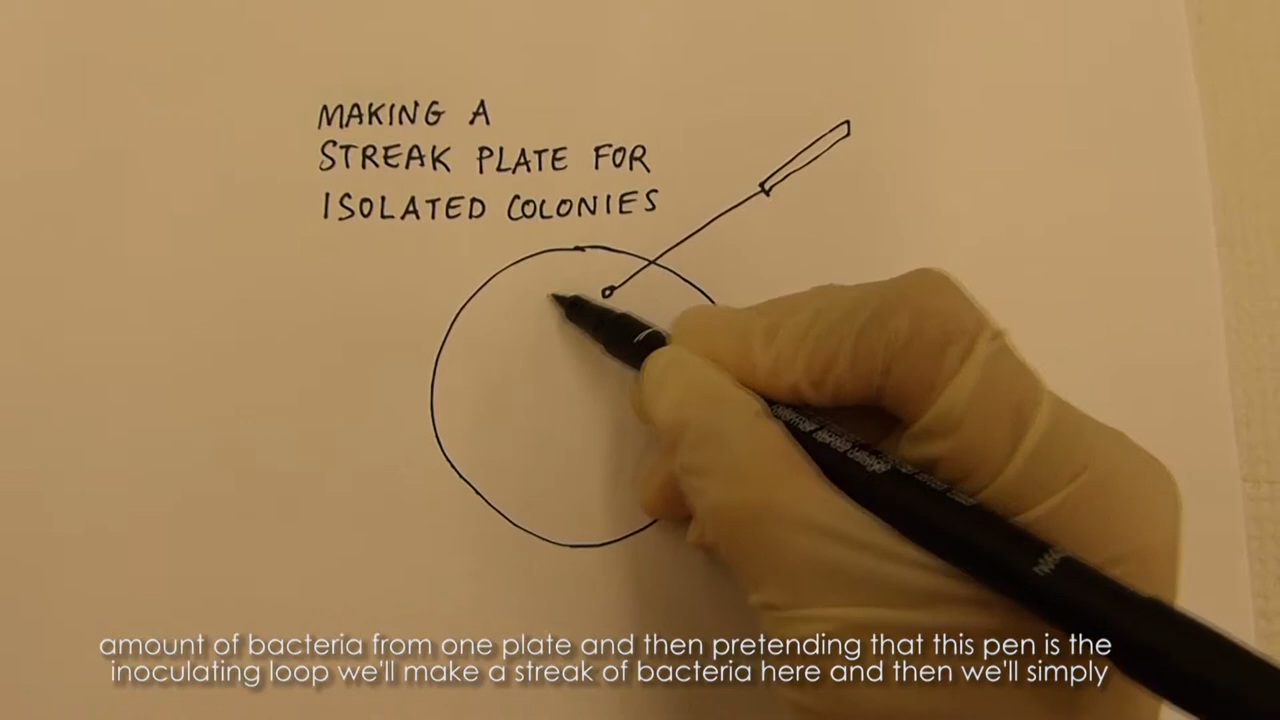 MAKING A
STREAK PLATE FOR
ISOLATED COLONIES
amount of bacteria from one plate and then pretending that this pen is the
inoculating loop we'll make a streak of bacteria here and then we'll simply